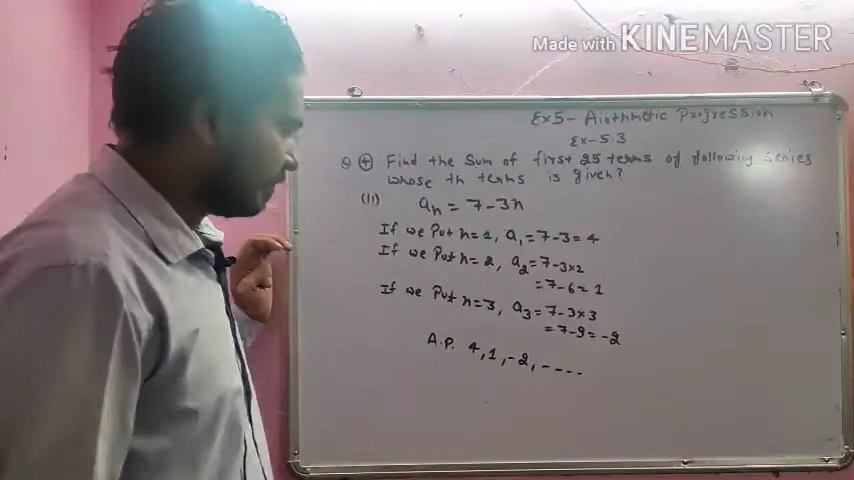 Made with KINEMASTER
Ex5- Arithmetic Progression
Ex-5.3
Q 4 Find the Sum of first 25 terms of following series
whose th terms is given?
(11) an = 7-3n
If we Put n=1, a1=7-3=4
If we Put n=2, a2=7-3×2
=7-6=1
If we Put n=3, a3=7-3×3
=7-9=-2
A.P. 4,1,-2,-----